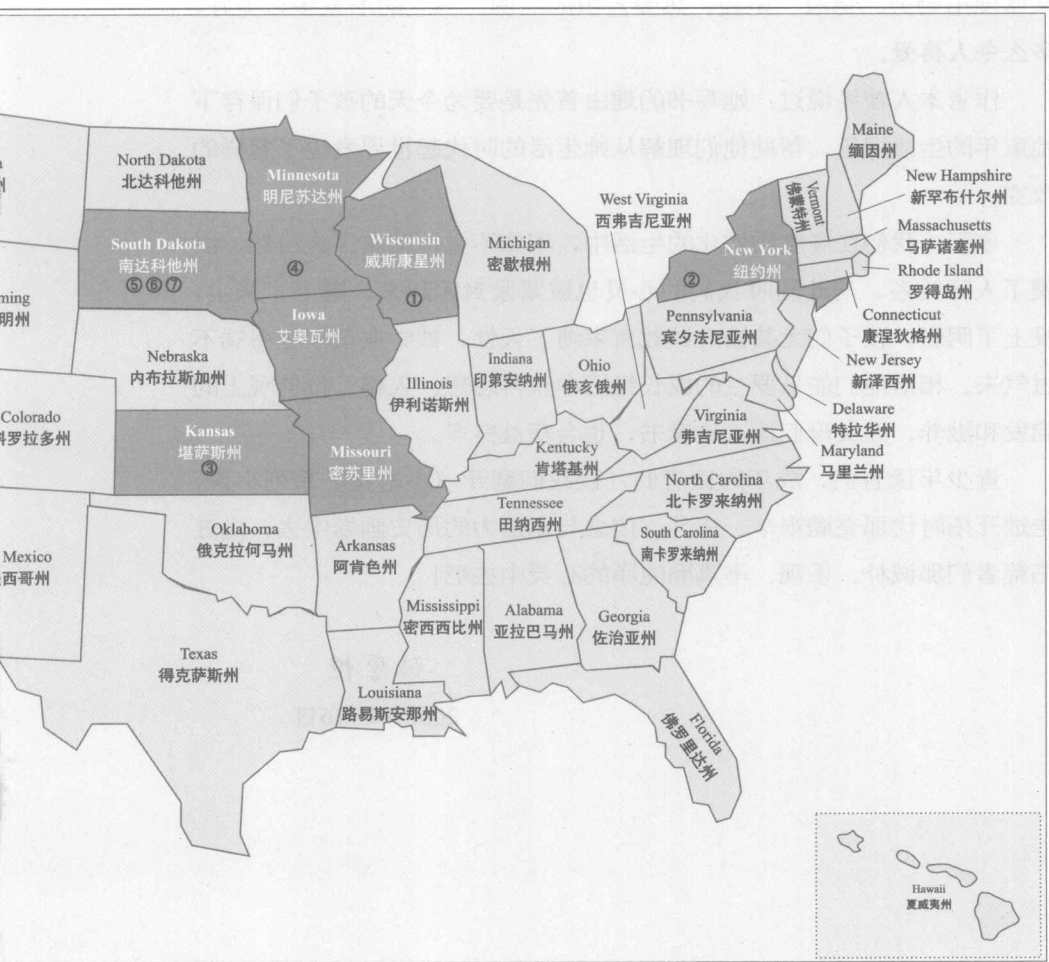 Maine
缅因州
North Dakota
北达科他州
Minnesota
明尼苏达州
New Hampshire
新罕布什尔州
Vermont
佛蒙特州
West Virginia
西弗吉尼亚州
Massachusetts
马萨诸塞州
South Dakota
南达科他州
⑤⑥⑦
④
Wisconsin
威斯康星州
①
Michigan
密歇根州
New York
纽约州
②
Rhode Island
罗得岛州
ming
明州
Iowa
艾奥瓦州
Pennsylvania
宾夕法尼亚州
Connecticut
康涅狄格州
Nebraska
内布拉斯加州
Illinois
伊利诺斯州
Indiana
印第安纳州
Ohio
俄亥俄州
New Jersey
新泽西州
Colorado
科罗拉多州
Kansas
堪萨斯州
③
Missouri
密苏里州
Kentucky
肯塔基州
Virginia
弗吉尼亚州
Delaware
特拉华州
Maryland
马里兰州
North Carolina
北卡罗来纳州
Tennessee
田纳西州
South Carolina
南卡罗来纳州
Mexico
西哥州
Oklahoma
俄克拉何马州
Arkansas
阿肯色州
Mississippi
密西西比州
Alabama
亚拉巴马州
Georgia
佐治亚州
Texas
得克萨斯州
Louisiana
路易斯安那州
Florida
佛罗里达州
Hawaii
夏威夷州